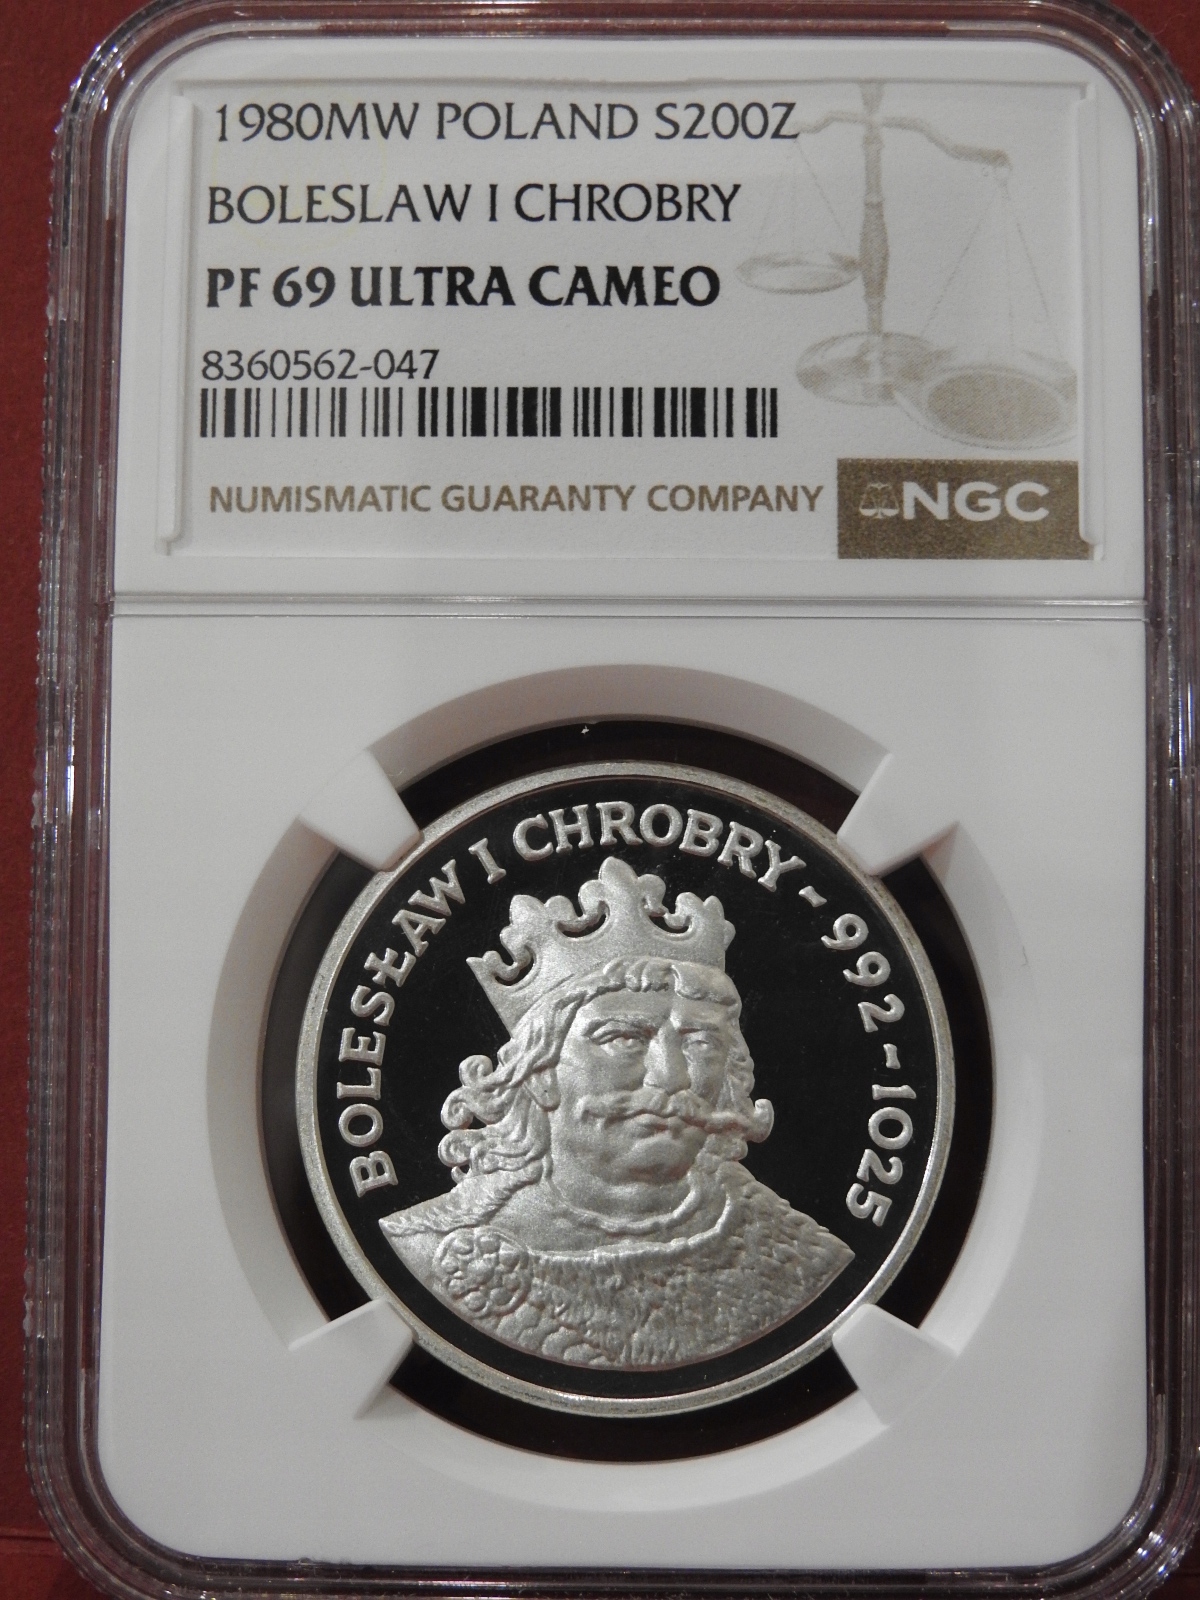 1980MW POLAND S200Z
BOLESLAW I CHROBRY
PF 69 ULTRA CAMEO
8360562-047
NUMISMATIC GUARANTY COMPANY
NGC
BOLESŁAW I CHROBRY ~ 992 ~ 1025